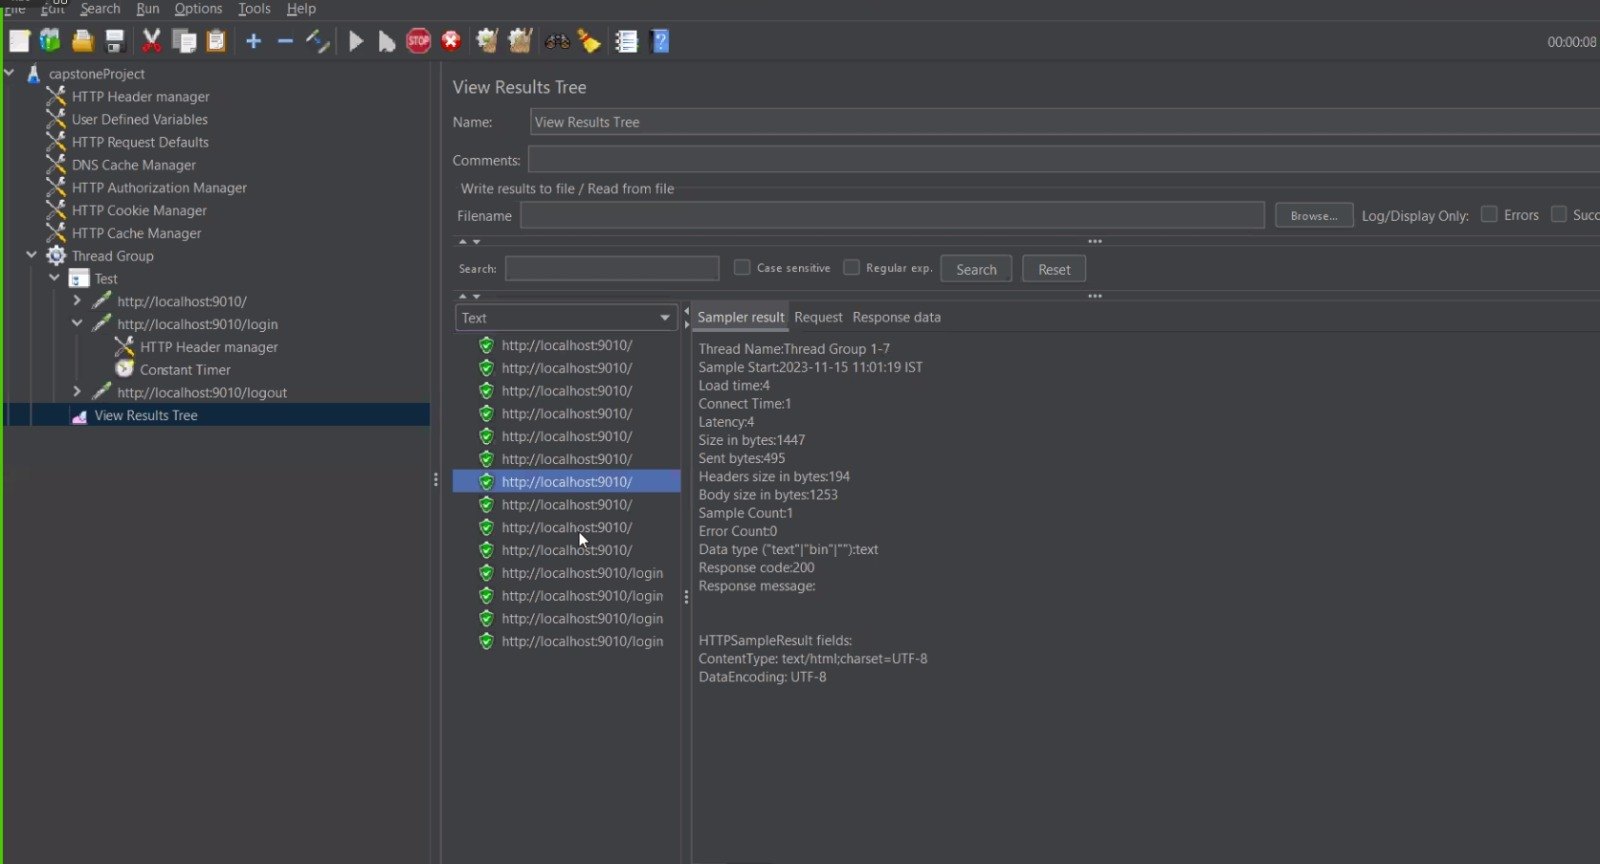 File Edit Search Run Options Tools Help
00:00:08
capstoneProject
HTTP Header manager
User Defined Variables
HTTP Request Defaults
DNS Cache Manager
HTTP Authorization Manager
HTTP Cookie Manager
HTTP Cache Manager
Thread Group
Test
http://localhost:9010/
http://localhost:9010/login
HTTP Header manager
Constant Timer
http://localhost:9010/logout
View Results Tree
View Results Tree
Name: View Results Tree
Comments:
Write results to file / Read from file
Filename Browse... Log/Display Only: Errors Succ
Search: Case sensitive Regular exp. Search Reset
Text
http://localhost:9010/
http://localhost:9010/
http://localhost:9010/
http://localhost:9010/
http://localhost:9010/
http://localhost:9010/
http://localhost:9010/
http://localhost:9010/
http://localhost:9010/
http://localhost:9010/
http://localhost:9010/login
http://localhost:9010/login
http://localhost:9010/login
http://localhost:9010/login
Sampler result Request Response data
Thread Name:Thread Group 1-7
Sample Start:2023-11-15 11:01:19 IST
Load time:4
Connect Time:1
Latency:4
Size in bytes:1447
Sent bytes:495
Headers size in bytes:194
Body size in bytes:1253
Sample Count:1
Error Count:0
Data type ("text"|"bin"|""):text
Response code:200
Response message:
HTTPSampleResult fields:
ContentType: text/html;charset=UTF-8
DataEncoding: UTF-8